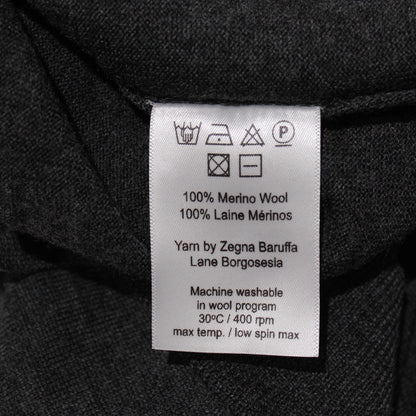 P
100% Merino Wool
100% Laine Mérinos
Yarn by Zegna Baruffa
Lane Borgosesia
Machine washable
in wool program
30ºC / 400 rpm
max temp. / low spin max